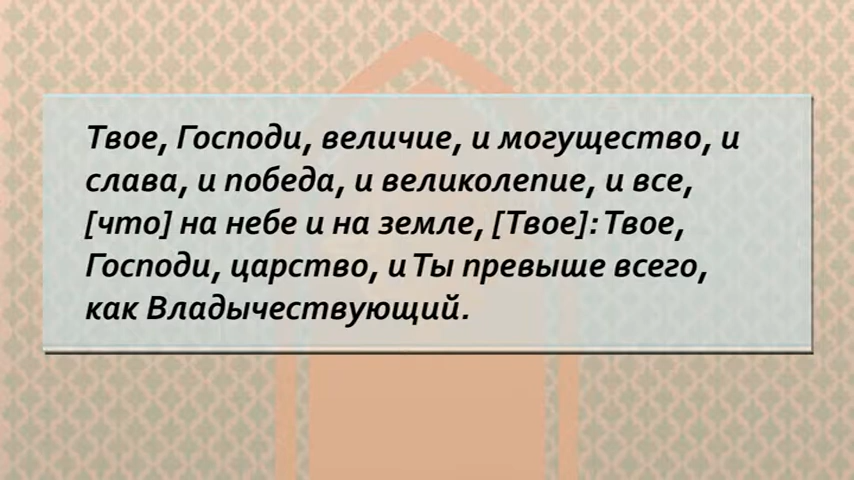 Твое, Господи, величие, и могущество, и
слава, и победа, и великолепие, и все,
[что] на небе и на земле, [Твое]: Твое,
Господи, царство, и Ты превыше всего,
как Владычествующий.